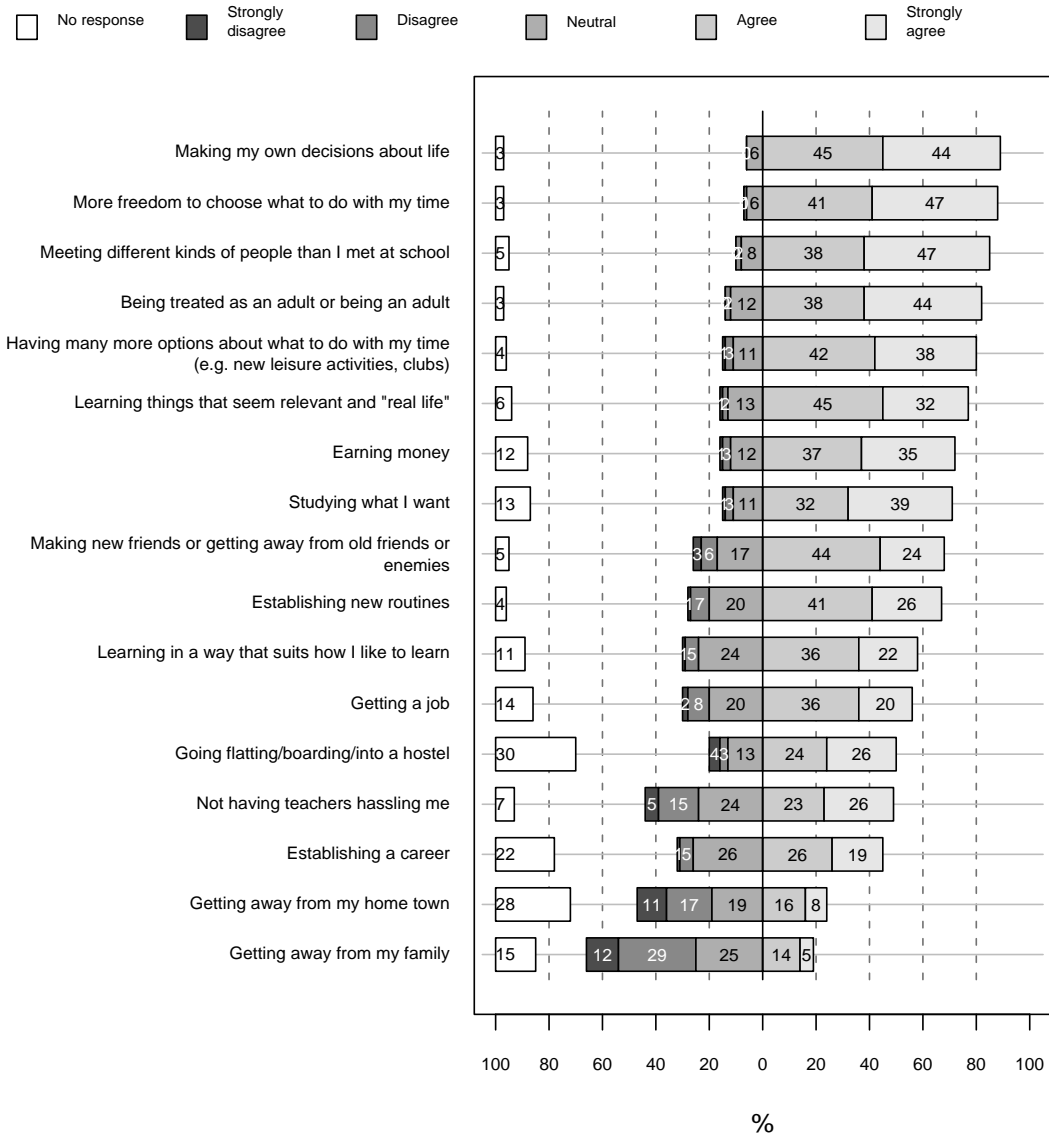 No response
Strongly
disagree
Disagree
Neutral
Agree
Strongly
agree
Making my own decisions about life
3 6 45 44
More freedom to choose what to do with my time
3 6 41 47
Meeting different kinds of people than I met at school
5 2 8 38 47
Being treated as an adult or being an adult
3 2 12 38 44
Having many more options about what to do with my time
(e.g. new leisure activities, clubs)
4 1 3 11 42 38
Learning things that seem relevant and "real life"
6 1 2 13 45 32
Earning money
12 1 3 12 37 35
Studying what I want
13 1 3 11 32 39
Making new friends or getting away from old friends or
enemies
5 3 6 17 44 24
Establishing new routines
4 1 7 20 41 26
Learning in a way that suits how I like to learn
11 1 5 24 36 22
Getting a job
14 2 8 20 36 20
Going flatting/boarding/into a hostel
30 4 3 13 24 26
Not having teachers hassling me
7 5 15 24 23 26
Establishing a career
22 1 5 26 26 19
Getting away from my home town
28 11 17 19 16 8
Getting away from my family
15 12 29 25 14 5
100 80 60 40 20 0 20 40 60 80 100
%